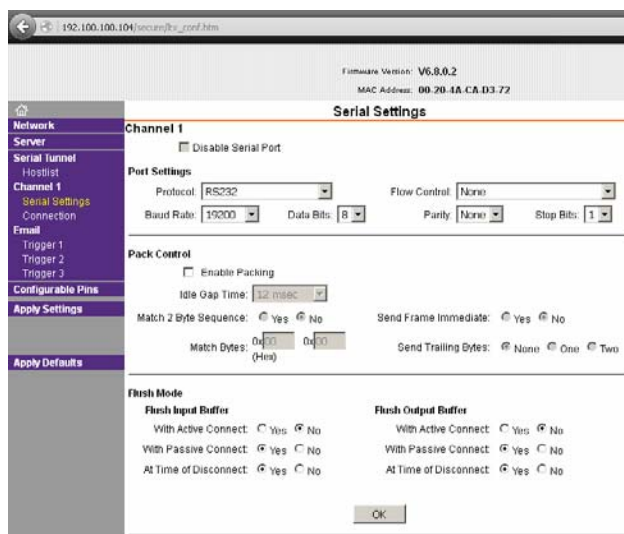 192.100.100.104/secure/ltx_conf.htm
Firmware Version: V6.8.0.2
MAC Address: 00-20-4A-CA-D3-72
Serial Settings
Network
Server
Serial Tunnel
Hostlist
Channel 1
Serial Settings
Connection
Email
Trigger 1
Trigger 2
Trigger 3
Configurable Pins
Apply Settings
Apply Defaults
Channel 1
Disable Serial Port
Port Settings
Protocol: RS232 Flow Control: None
Baud Rate: 19200 Data Bits: 8 Parity: None Stop Bits: 1
Pack Control
Enable Packing
Idle Gap Time: 12 msec
Match 2 Byte Sequence: Yes No Send Frame Immediate: Yes No
Match Bytes: 0x00 0x00 Send Trailing Bytes: None One Two
(Hex)
Flush Mode
Flush Input Buffer Flush Output Buffer
With Active Connect: Yes No With Active Connect: Yes No
With Passive Connect: Yes No With Passive Connect: Yes No
At Time of Disconnect: Yes No At Time of Disconnect: Yes No
OK